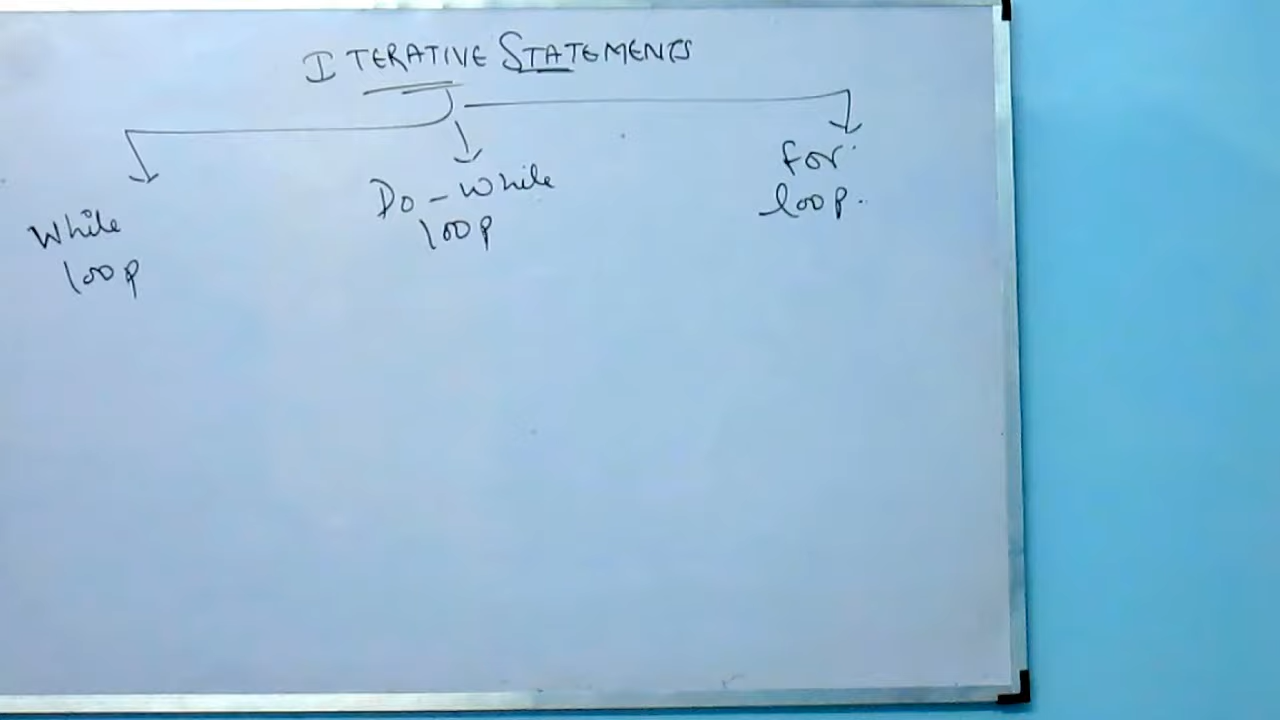 ITERATIVE STATEMENTS
While
loop
Do - While
loop
for
loop.